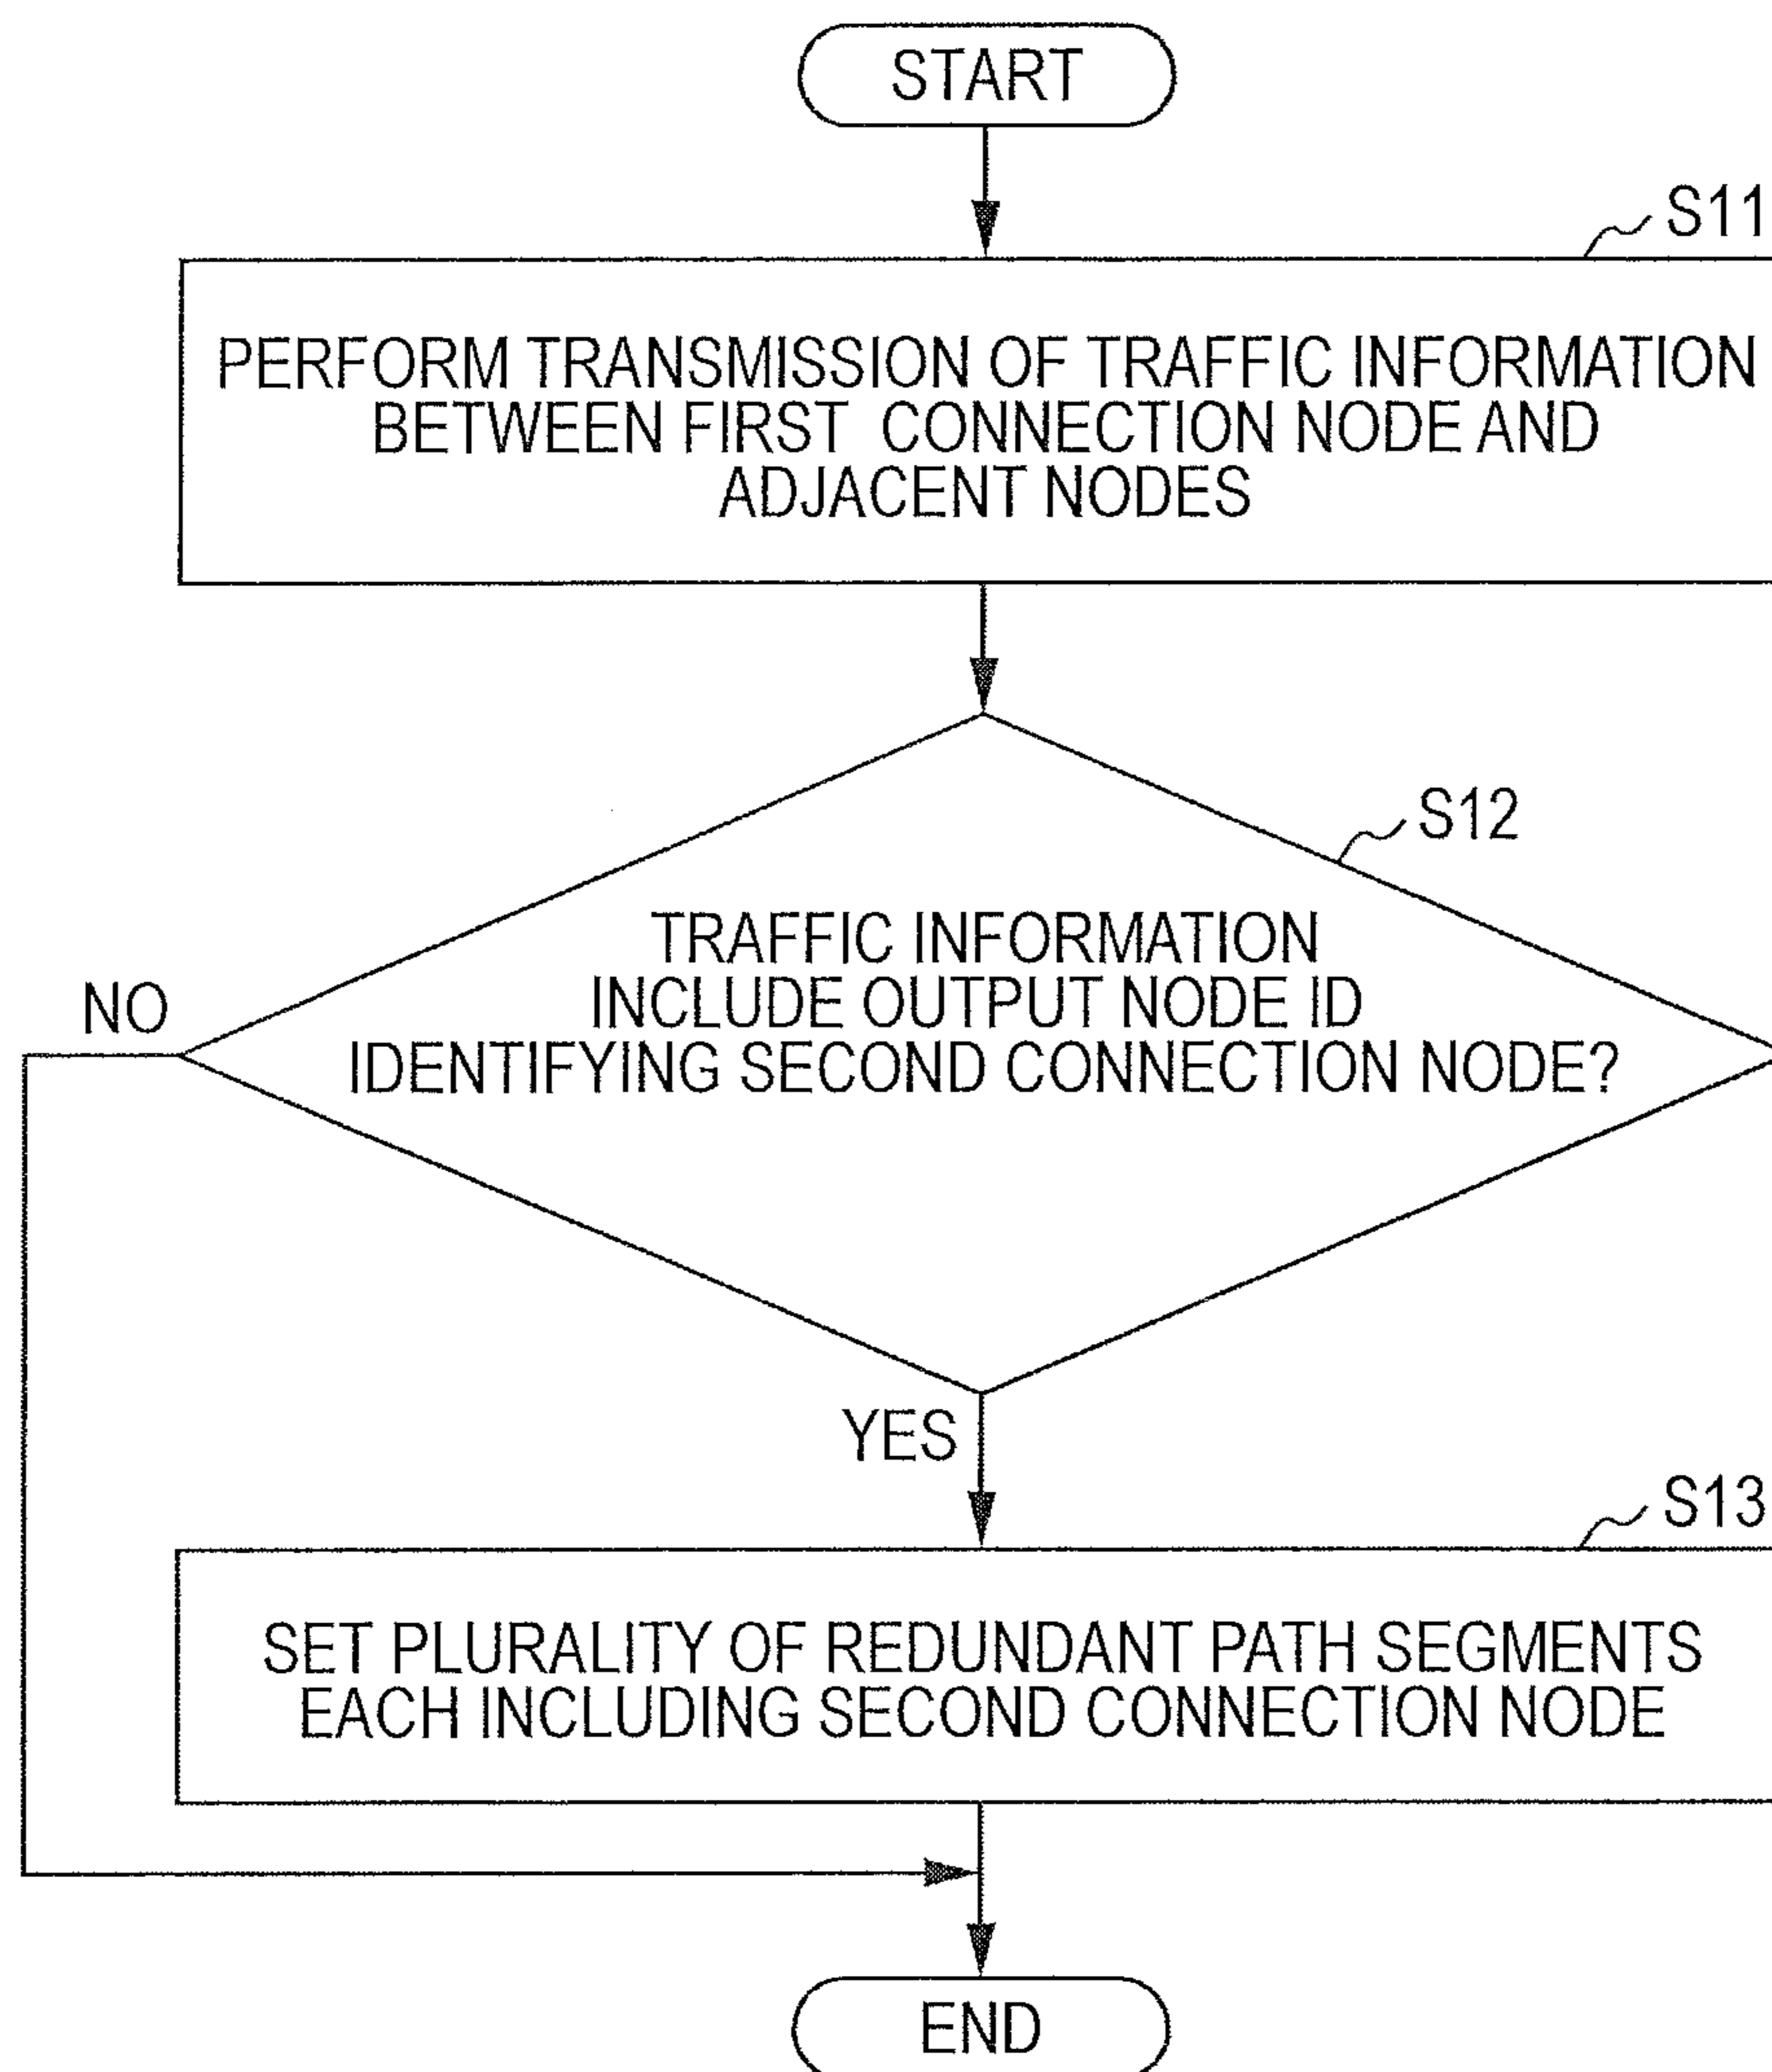 START
S11
PERFORM TRANSMISSION OF TRAFFIC INFORMATION
BETWEEN FIRST CONNECTION NODE AND
ADJACENT NODES
S12
TRAFFIC INFORMATION
INCLUDE OUTPUT NODE ID
IDENTIFYING SECOND CONNECTION NODE?
NO
YES
S13
SET PLURALITY OF REDUNDANT PATH SEGMENTS
EACH INCLUDING SECOND CONNECTION NODE
END